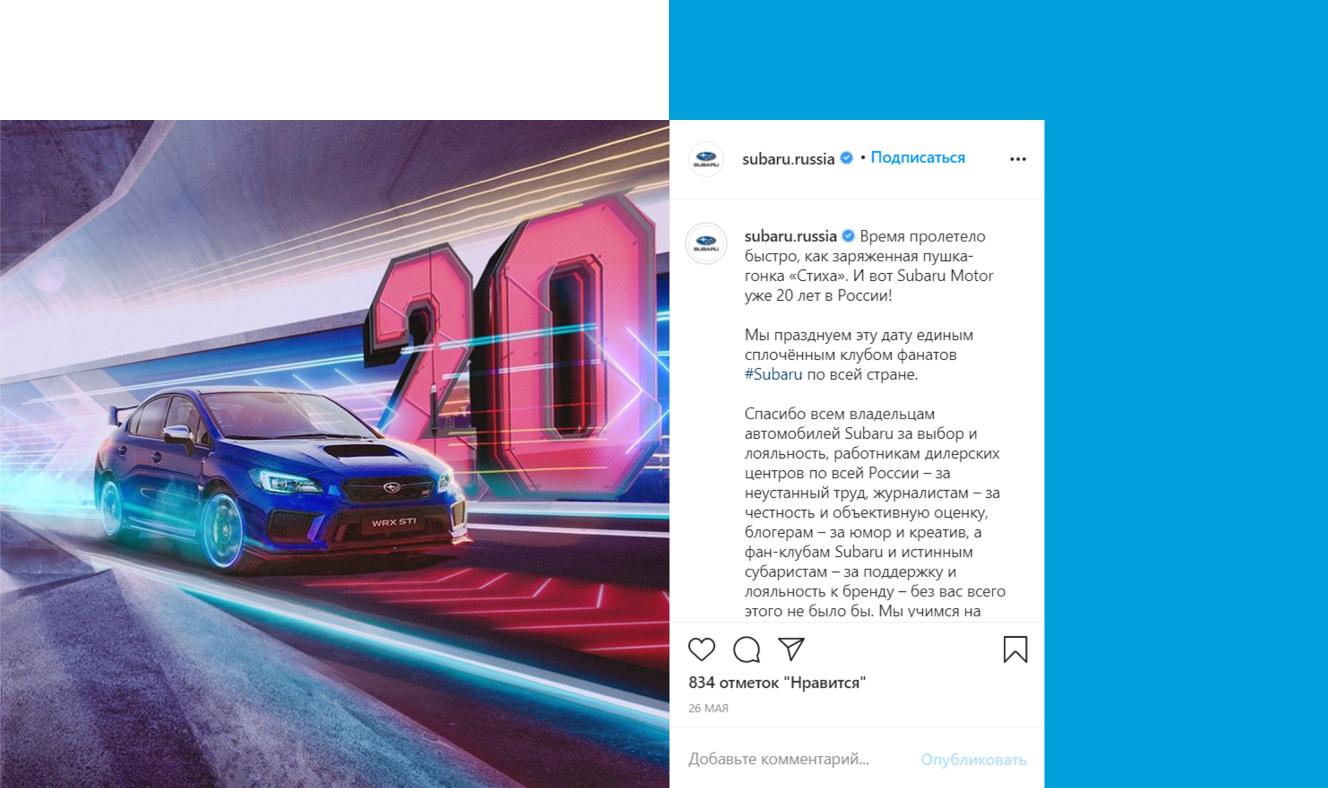 20
WRX STI
SUBARU
subaru.russia • Подписаться
SUBARU
subaru.russia Время пролетело
быстро, как заряженная пушка-
гонка «Стиха». И вот Subaru Motor
уже 20 лет в России!
Мы празднуем эту дату единым
сплочённым клубом фанатов
#Subaru по всей стране.
Спасибо всем владельцам
автомобилей Subaru за выбор и
лояльность, работникам дилерских
центров по всей России – за
неустанный труд, журналистам – за
честность и объективную оценку,
блогерам – за юмор и креатив, а
фан-клубам Subaru и истинным
субаристам – за поддержку и
лояльность к бренду – без вас всего
этого не было бы. Мы учимся на
834 отметок "Нравится"
26 МАЯ
Добавьте комментарий... Опубликовать